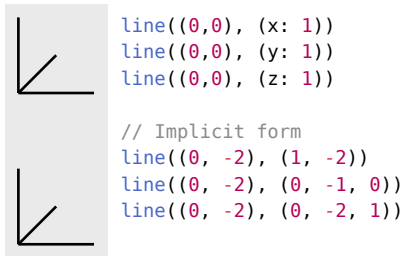 line((0,0), (x: 1))
line((0,0), (y: 1))
line((0,0), (z: 1))
// Implicit form
line((0, -2), (1, -2))
line((0, -2), (0, -1, 0))
line((0, -2), (0, -2, 1))